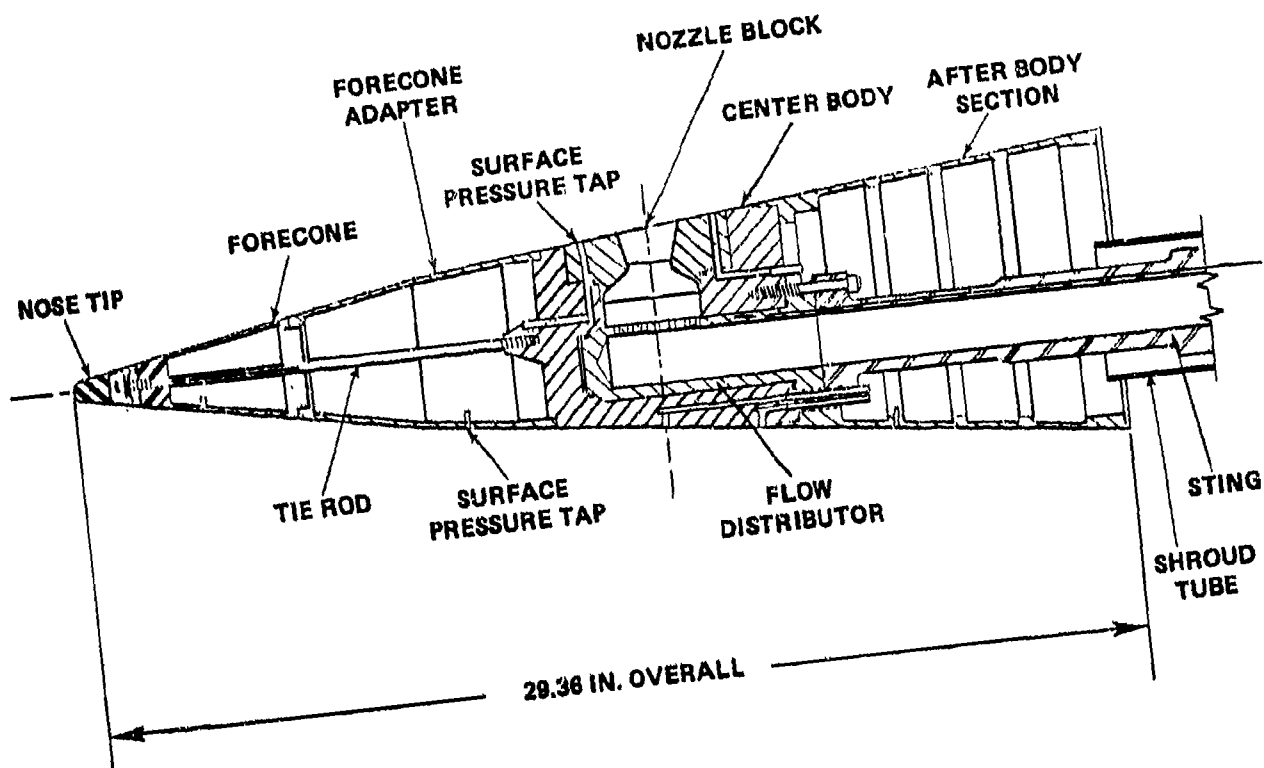 NOZZLE BLOCK
FORECONE
ADAPTER
AFTER BODY
SECTION
CENTER BODY
SURFACE
PRESSURE TAP
FORECONE
NOSE TIP
TIE ROD
SURFACE
PRESSURE TAP
FLOW
DISTRIBUTOR
STING
SHROUD
TUBE
29.36 IN. OVERALL